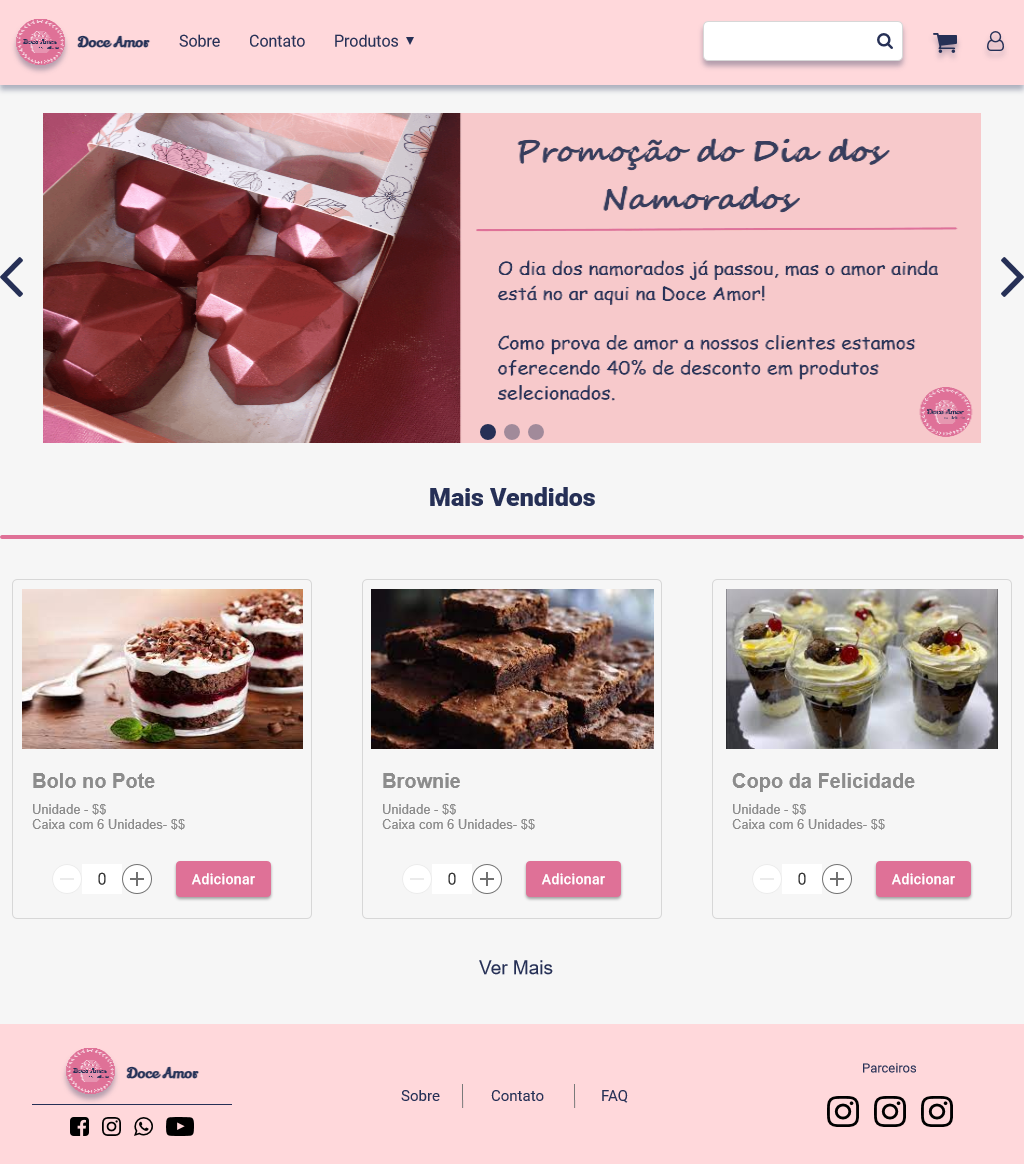 Doce Amor
Doce Amor
Sobre
Contato
Produtos ▼
Promoção do Dia dos
Namorados
O dia dos namorados já passou, mas o amor ainda
está no ar aqui na Doce Amor!
Como prova de amor a nossos clientes estamos
oferecendo 40% de desconto em produtos
selecionados.
Doce Amor
Mais Vendidos
Bolo no Pote
Unidade - $$
Caixa com 6 Unidades- $$
0
Adicionar
Brownie
Unidade - $$
Caixa com 6 Unidades- $$
0
Adicionar
Copo da Felicidade
Unidade - $$
Caixa com 6 Unidades- $$
0
Adicionar
Ver Mais
Doce Amor
Doce Amor
Sobre
Contato
FAQ
Parceiros